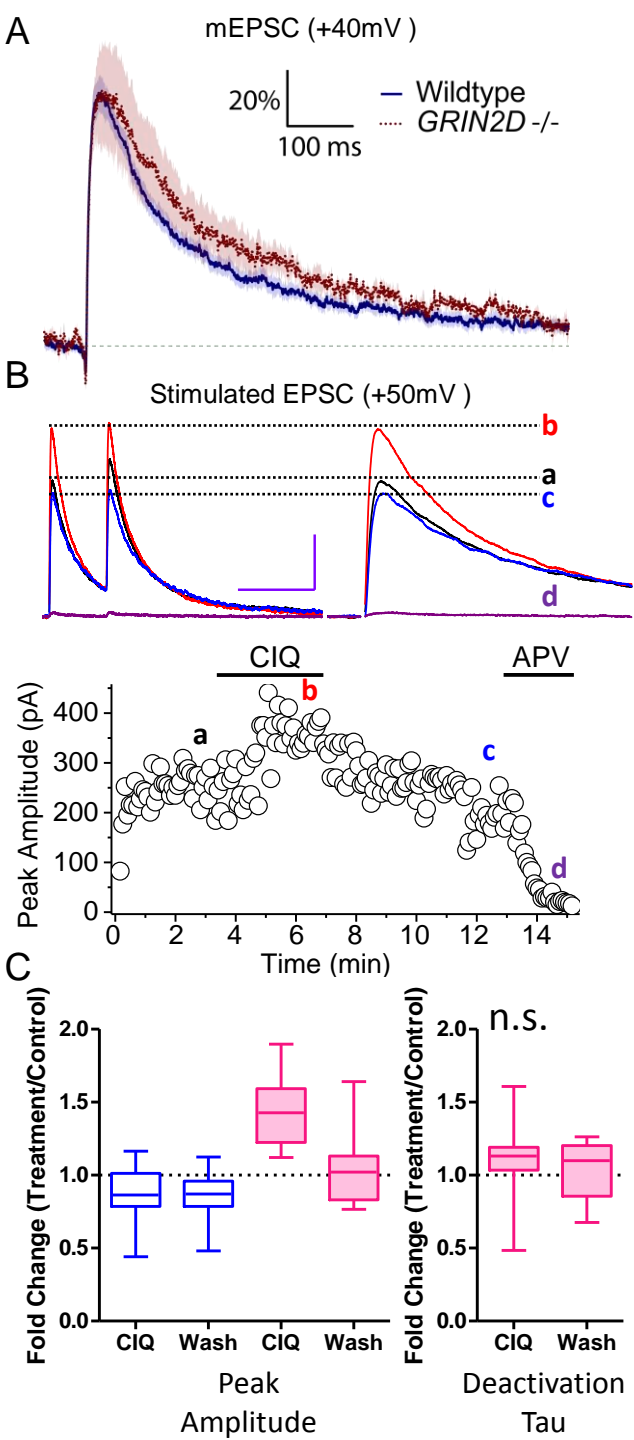 A
mEPSC (+40mV )
20%
100 ms
Wildtype
GRIN2D -/-
B
Stimulated EPSC (+50mV )
b
a
c
d
CIQ
APV
Peak Amplitude (pA)
400
300
200
100
0
a
b
c
d
0 2 4 6 8 10 12 14
Time (min)
C
Fold Change (Treatment/Control)
2.0
1.5
1.0
0.5
0.0
CIQ Wash CIQ Wash
Peak
Amplitude
Fold Change (Treatment/Control)
n.s.
2.0
1.5
1.0
0.5
0.0
CIQ Wash
Deactivation
Tau